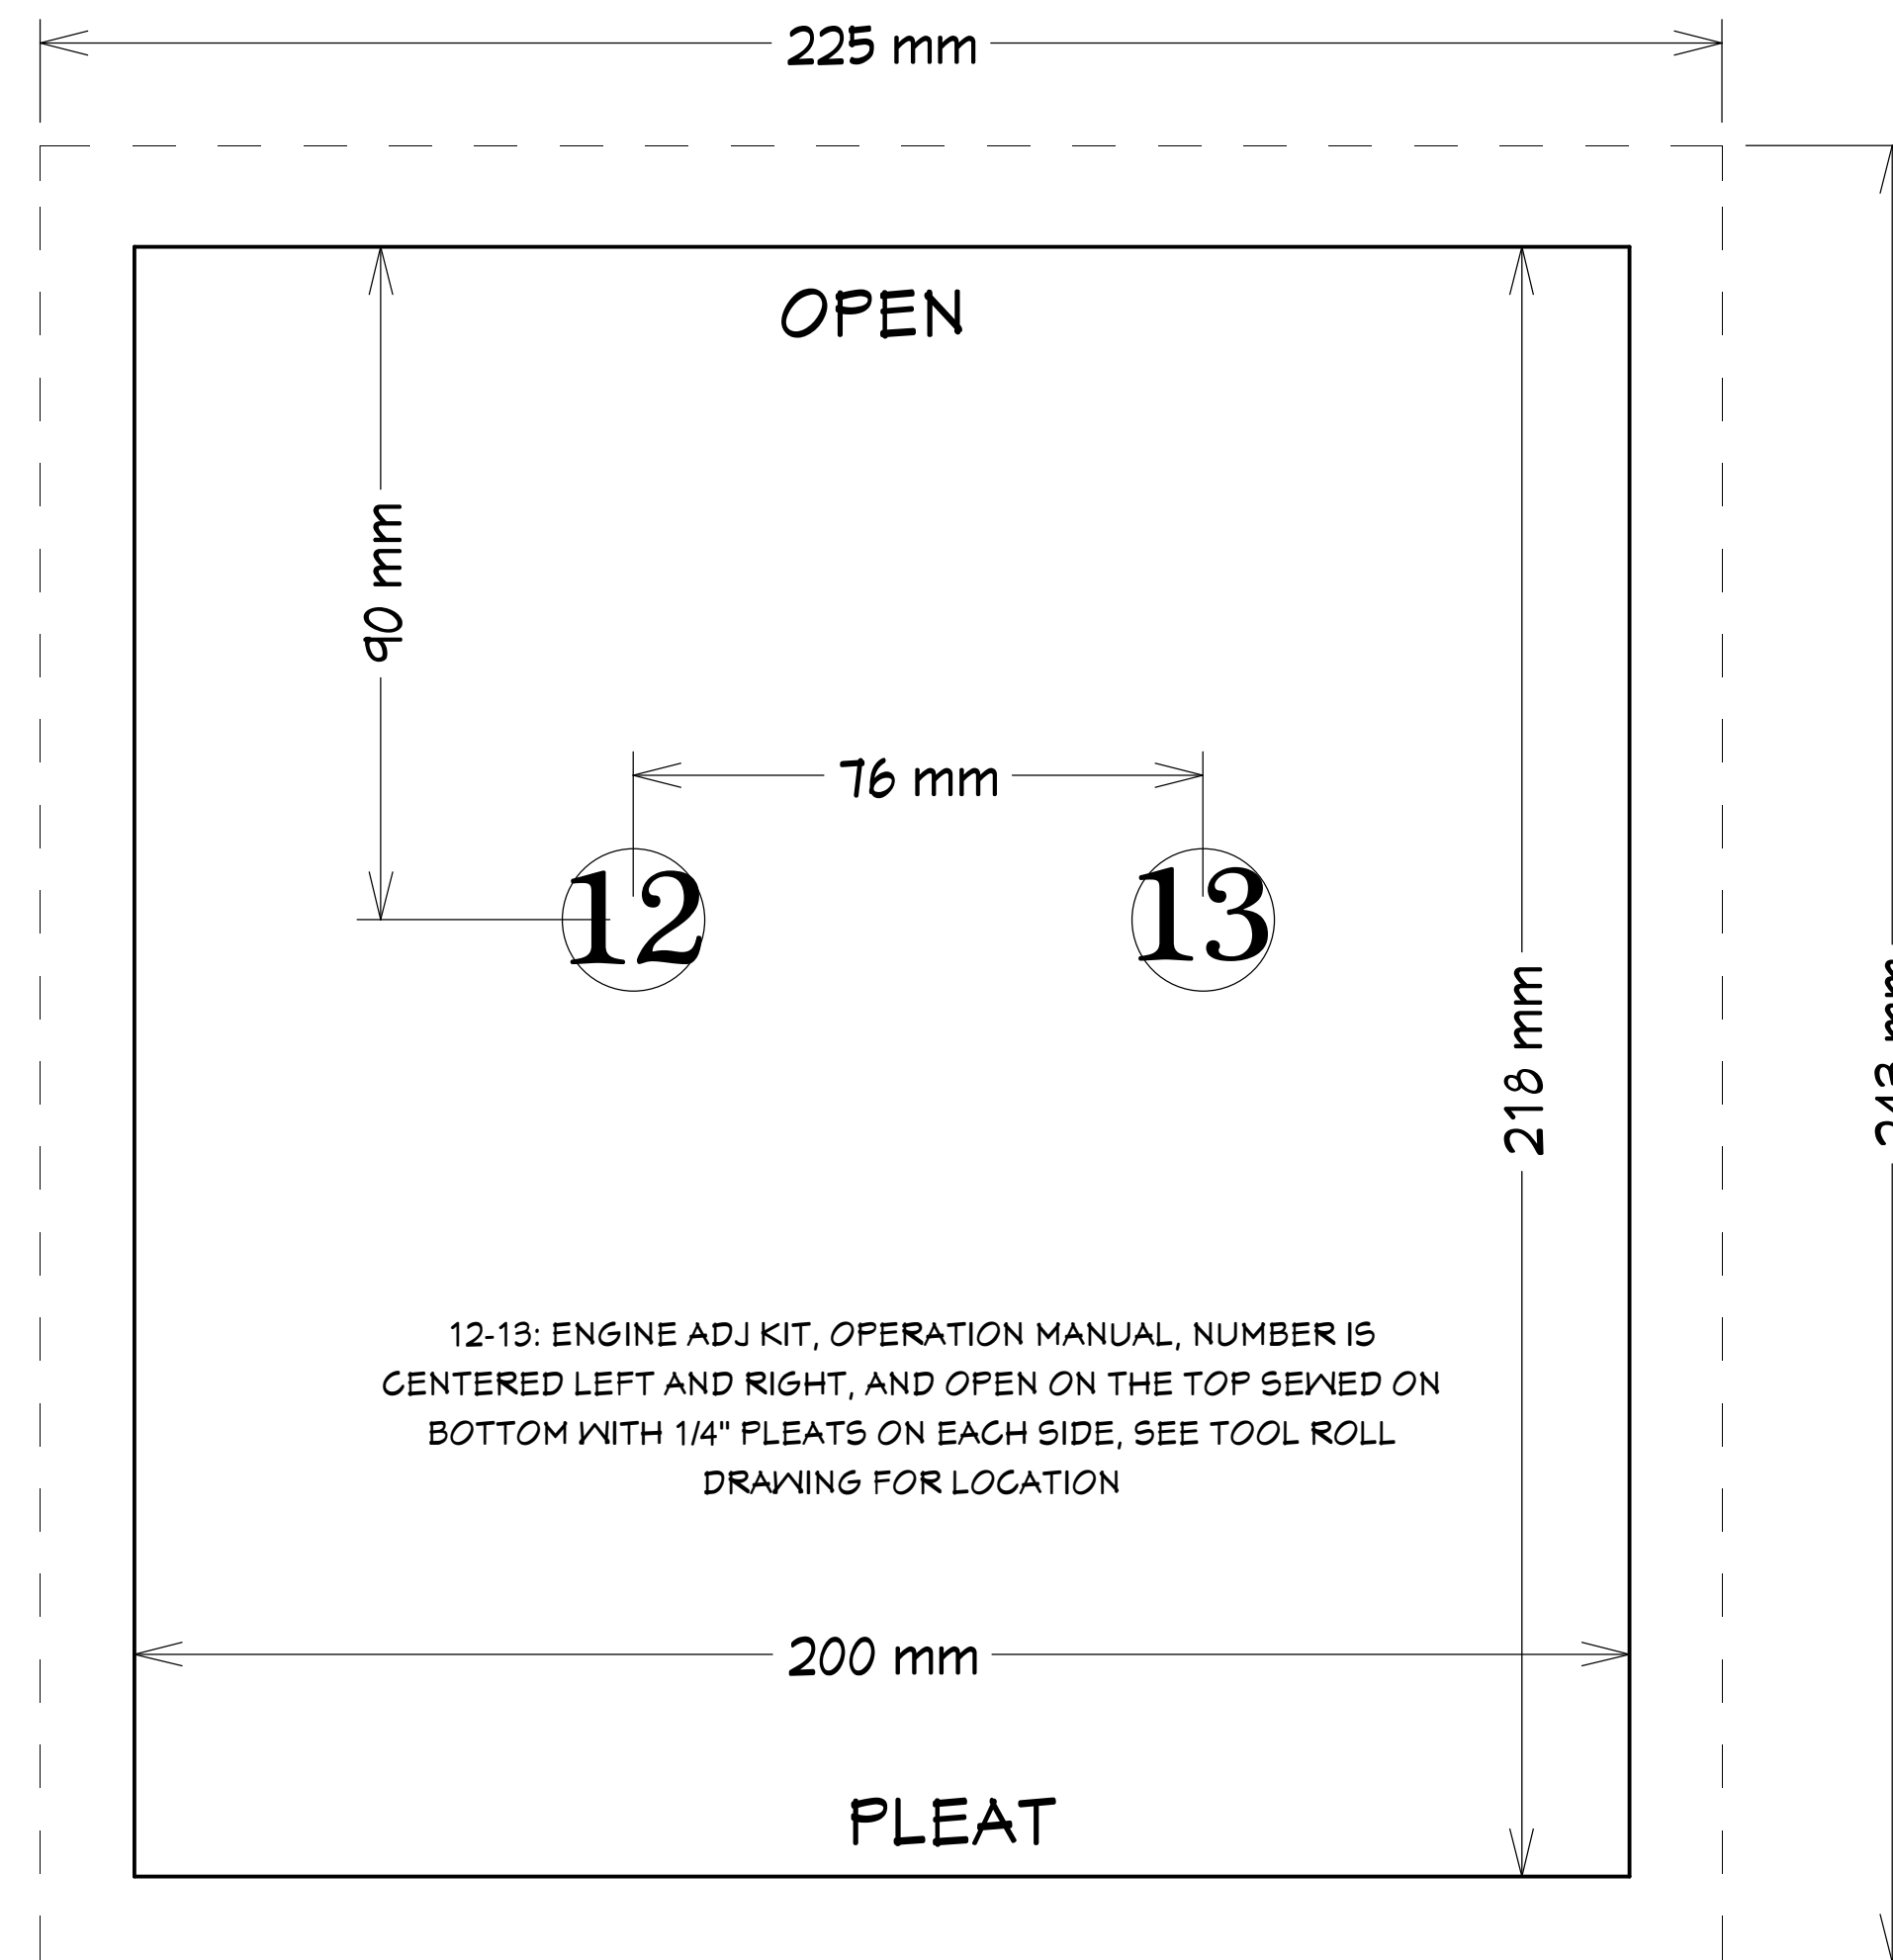 225 mm
OPEN
90 mm
76 mm
12
13
218 mm
243 mm
12-13: ENGINE ADJ KIT, OPERATION MANUAL, NUMBER IS
CENTERED LEFT AND RIGHT, AND OPEN ON THE TOP SEWED ON
BOTTOM WITH 1/4" PLEATS ON EACH SIDE, SEE TOOL ROLL
DRAWING FOR LOCATION
200 mm
PLEAT